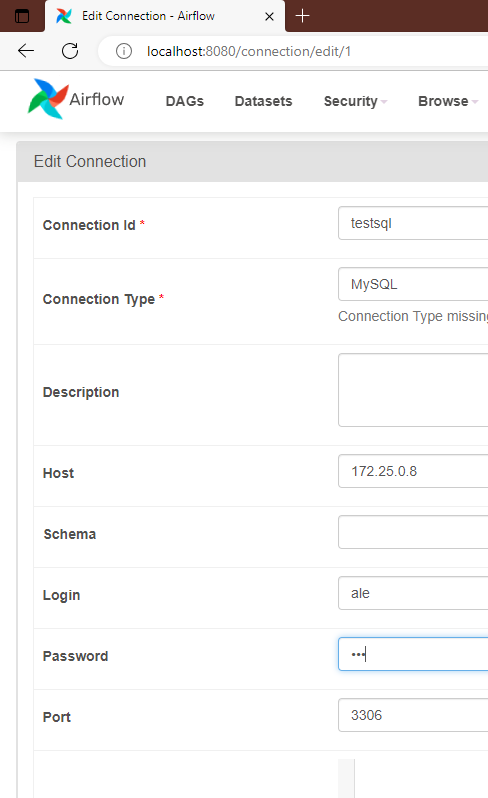 Edit Connection - Airflow
localhost:8080/connection/edit/1
Airflow DAGs Datasets Security Browse
Edit Connection
Connection Id * testsql
Connection Type * MySQL
Connection Type missing
Description
Host 172.25.0.8
Schema
Login ale
Password •••
Port 3306